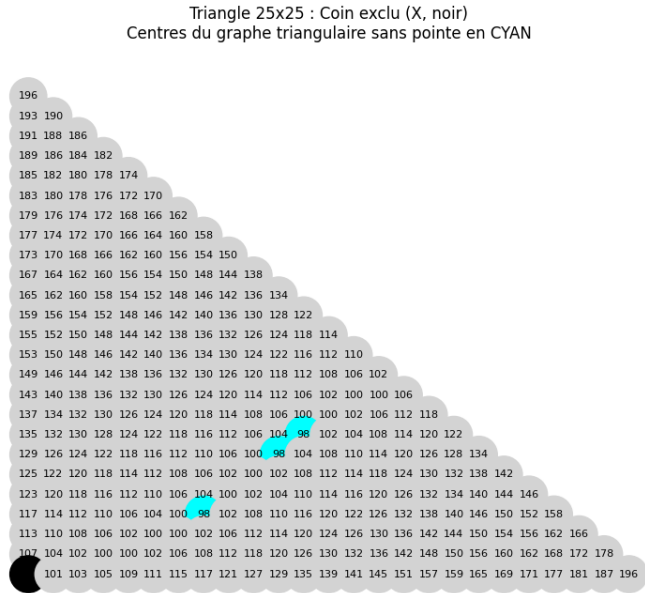 Triangle 25x25 : Coin exclu (X, noir)
Centres du graphe triangulaire sans pointe en CYAN
196
193 190
191 188 186
189 186 184 182
185 182 180 178 174
183 180 178 176 172 170
179 176 174 172 168 166 162
177 174 172 170 166 164 160 158
173 170 168 166 162 160 156 154 150
167 164 162 160 156 154 150 148 144 138
165 162 160 158 154 152 148 146 142 136 134
159 156 154 152 148 146 142 140 136 130 128 122
155 152 150 148 144 142 138 136 132 126 124 118 114
153 150 148 146 142 140 136 134 130 124 122 116 112 110
149 146 144 142 138 136 132 130 126 120 118 112 108 106 102
143 140 138 136 132 130 126 124 120 114 112 106 102 100 100 106
137 134 132 130 126 124 120 118 114 108 106 100 100 102 106 112 118
135 132 130 128 124 122 118 116 112 106 104 98 102 104 108 114 120 122
129 126 124 122 118 116 112 110 106 100 98 104 108 110 114 120 126 128 134
125 122 120 118 114 112 108 106 102 100 102 108 112 114 118 124 130 132 138 142
123 120 118 116 112 110 106 104 100 102 104 110 114 116 120 126 132 134 140 144 146
117 114 112 110 106 104 100 98 102 108 110 116 120 122 126 132 138 140 146 150 152 158
113 110 108 106 102 100 100 102 106 112 114 120 124 126 130 136 142 144 150 154 156 162 166
107 104 102 100 100 102 106 108 112 118 120 126 130 132 136 142 148 150 156 160 162 168 172 178
101 103 105 109 111 115 117 121 127 129 135 139 141 145 151 157 159 165 169 171 177 181 187 196